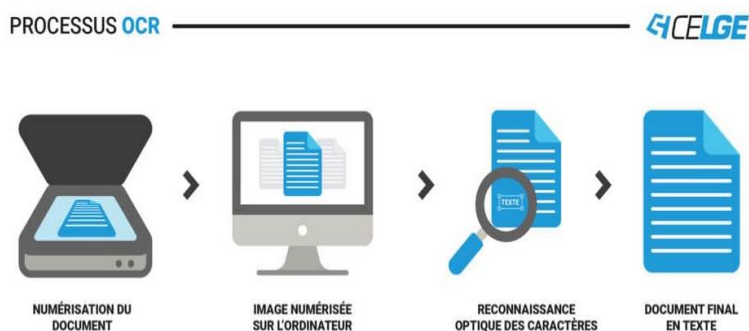 PROCESSUS OCR
CELGE
TEXTE
NUMÉRISATION DU
DOCUMENT
IMAGE NUMÉRISÉE
SUR L'ORDINATEUR
RECONNAISSANCE
OPTIQUE DES CARACTÈRES
DOCUMENT FINAL
EN TEXTE